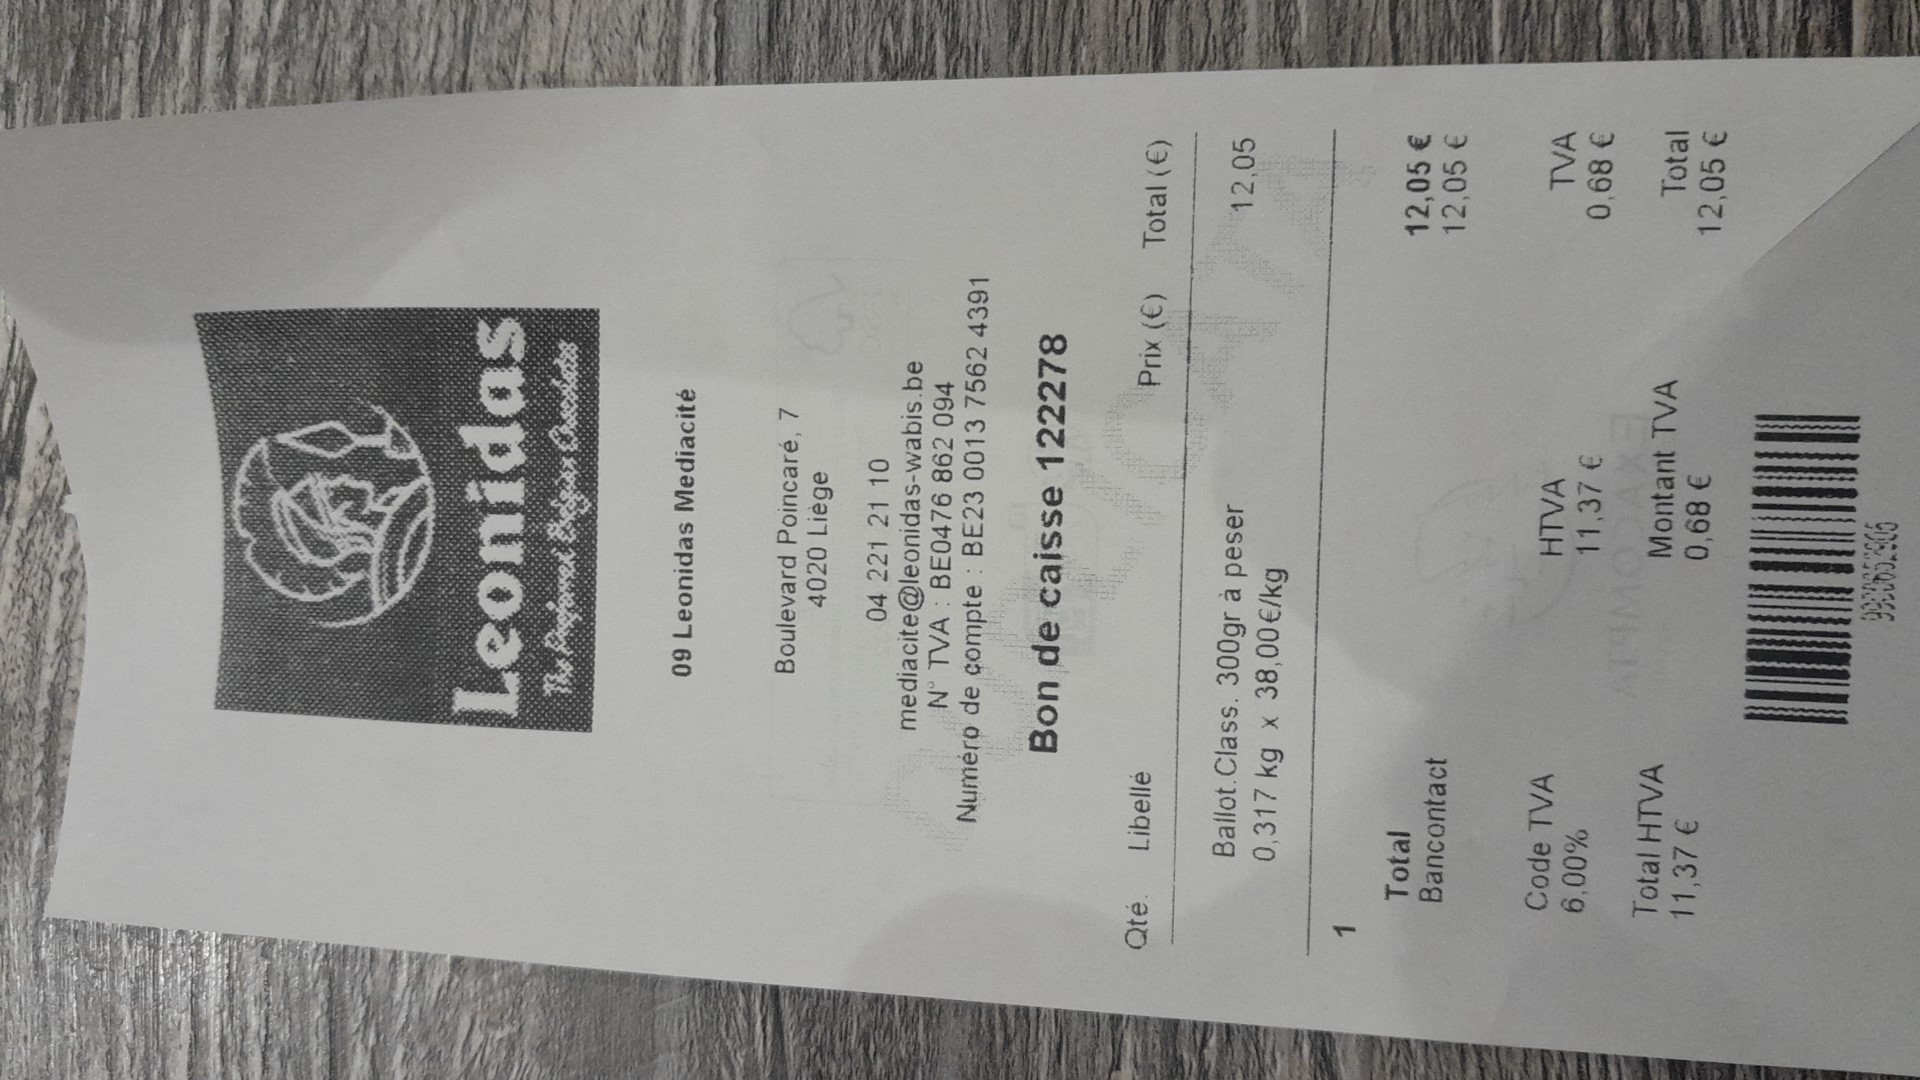 Leonidas
The Original Belgian Chocolates
09 Leonidas Mediacité
Boulevard Poincaré, 7
4020 Liège
04 221 21 10
mediacite@leonidas-wabis.be
N° TVA : BE0476 862 094
Numéro de compte : BE23 0013 7562 4391
Bon de caisse 122278
Qté. Libellé Prix (€) Total (€)
Ballot.Class. 300gr à peser 12,05
0,317 kg x 38,00€/kg
1
Total 12,05 €
Bancontact 12,05 €
Code TVA HTVA TVA
6,00% 11,37 € 0,68 €
Total HTVA Montant TVA Total
11,37 € 0,68 € 12,05 €